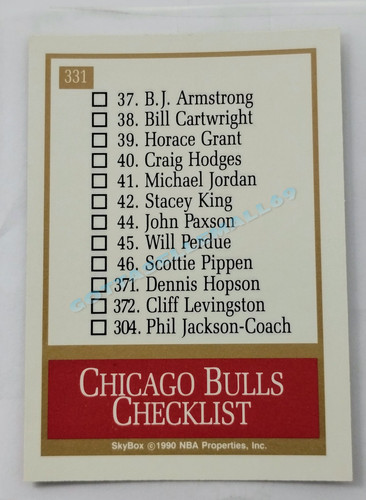 331
37. B.J. Armstrong
38. Bill Cartwright
39. Horace Grant
40. Craig Hodges
41. Michael Jordan
42. Stacey King
44. John Paxson
45. Will Perdue
46. Scottie Pippen
371. Dennis Hopson
372. Cliff Levingston
304. Phil Jackson-Coach
CHICAGO BULLS
CHECKLIST
SkyBox ©1990 NBA Properties, Inc.